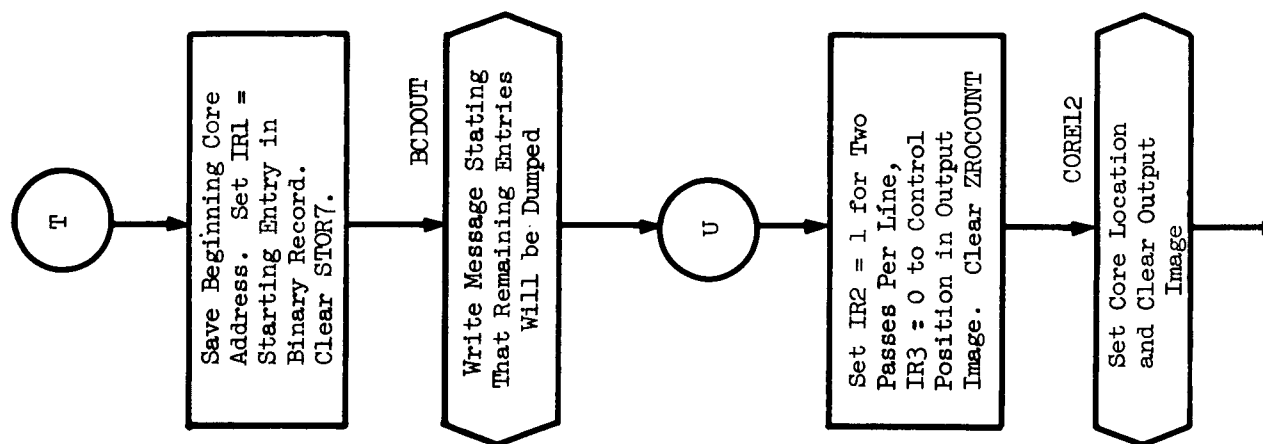 T
Save Beginning Core
Address. Set IR1 =
Starting Entry in
Binary Record.
Clear STOR7.
BCDOUT
Write Message Stating
That Remaining Entries
Will be Dumped
U
Set IR2 = 1 for Two
Passes Per Line,
IR3 = 0 to Control
Position in Output
Image. Clear ZROCOUNT
CORE12
Set Core Location
and Clear Output
Image